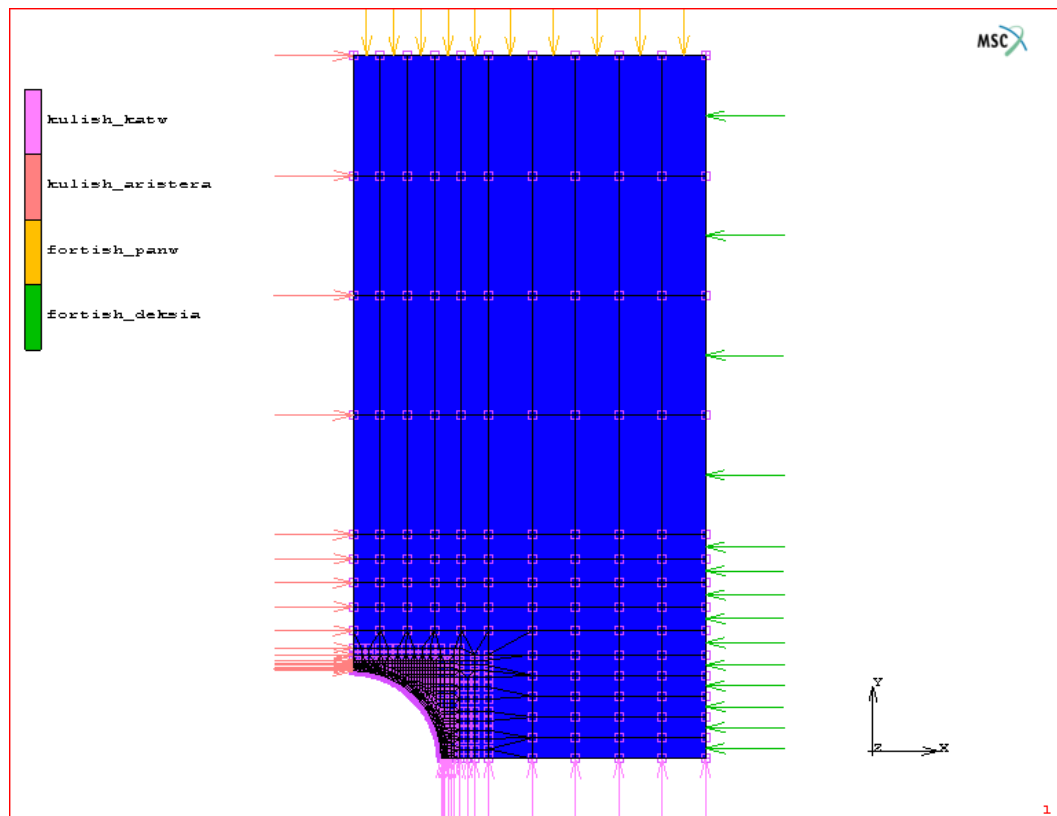 MSC
kulish_katw
kulish_aristera
fortish_panw
fortish_deksia
Y
Z
X
1